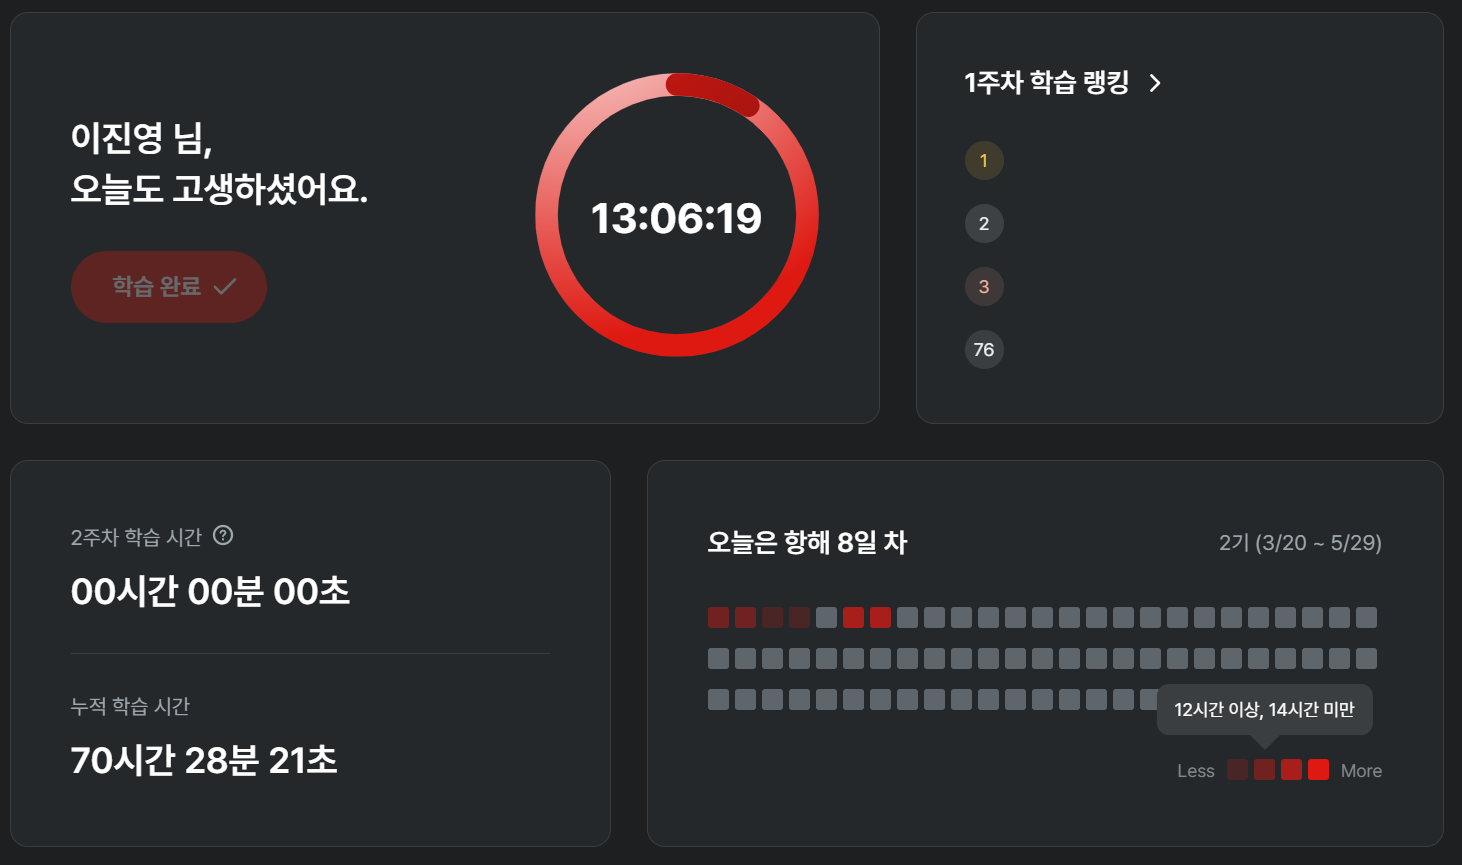 이진영 님,
오늘도 고생하셨어요.
학습 완료
13:06:19
1주차 학습 랭킹
1
2
3
76
2주차 학습 시간 ?
00시간 00분 00초
누적 학습 시간
70시간 28분 21초
오늘은 항해 8일 차
2기 (3/20 ~ 5/29)
12시간 이상, 14시간 미만
Less More